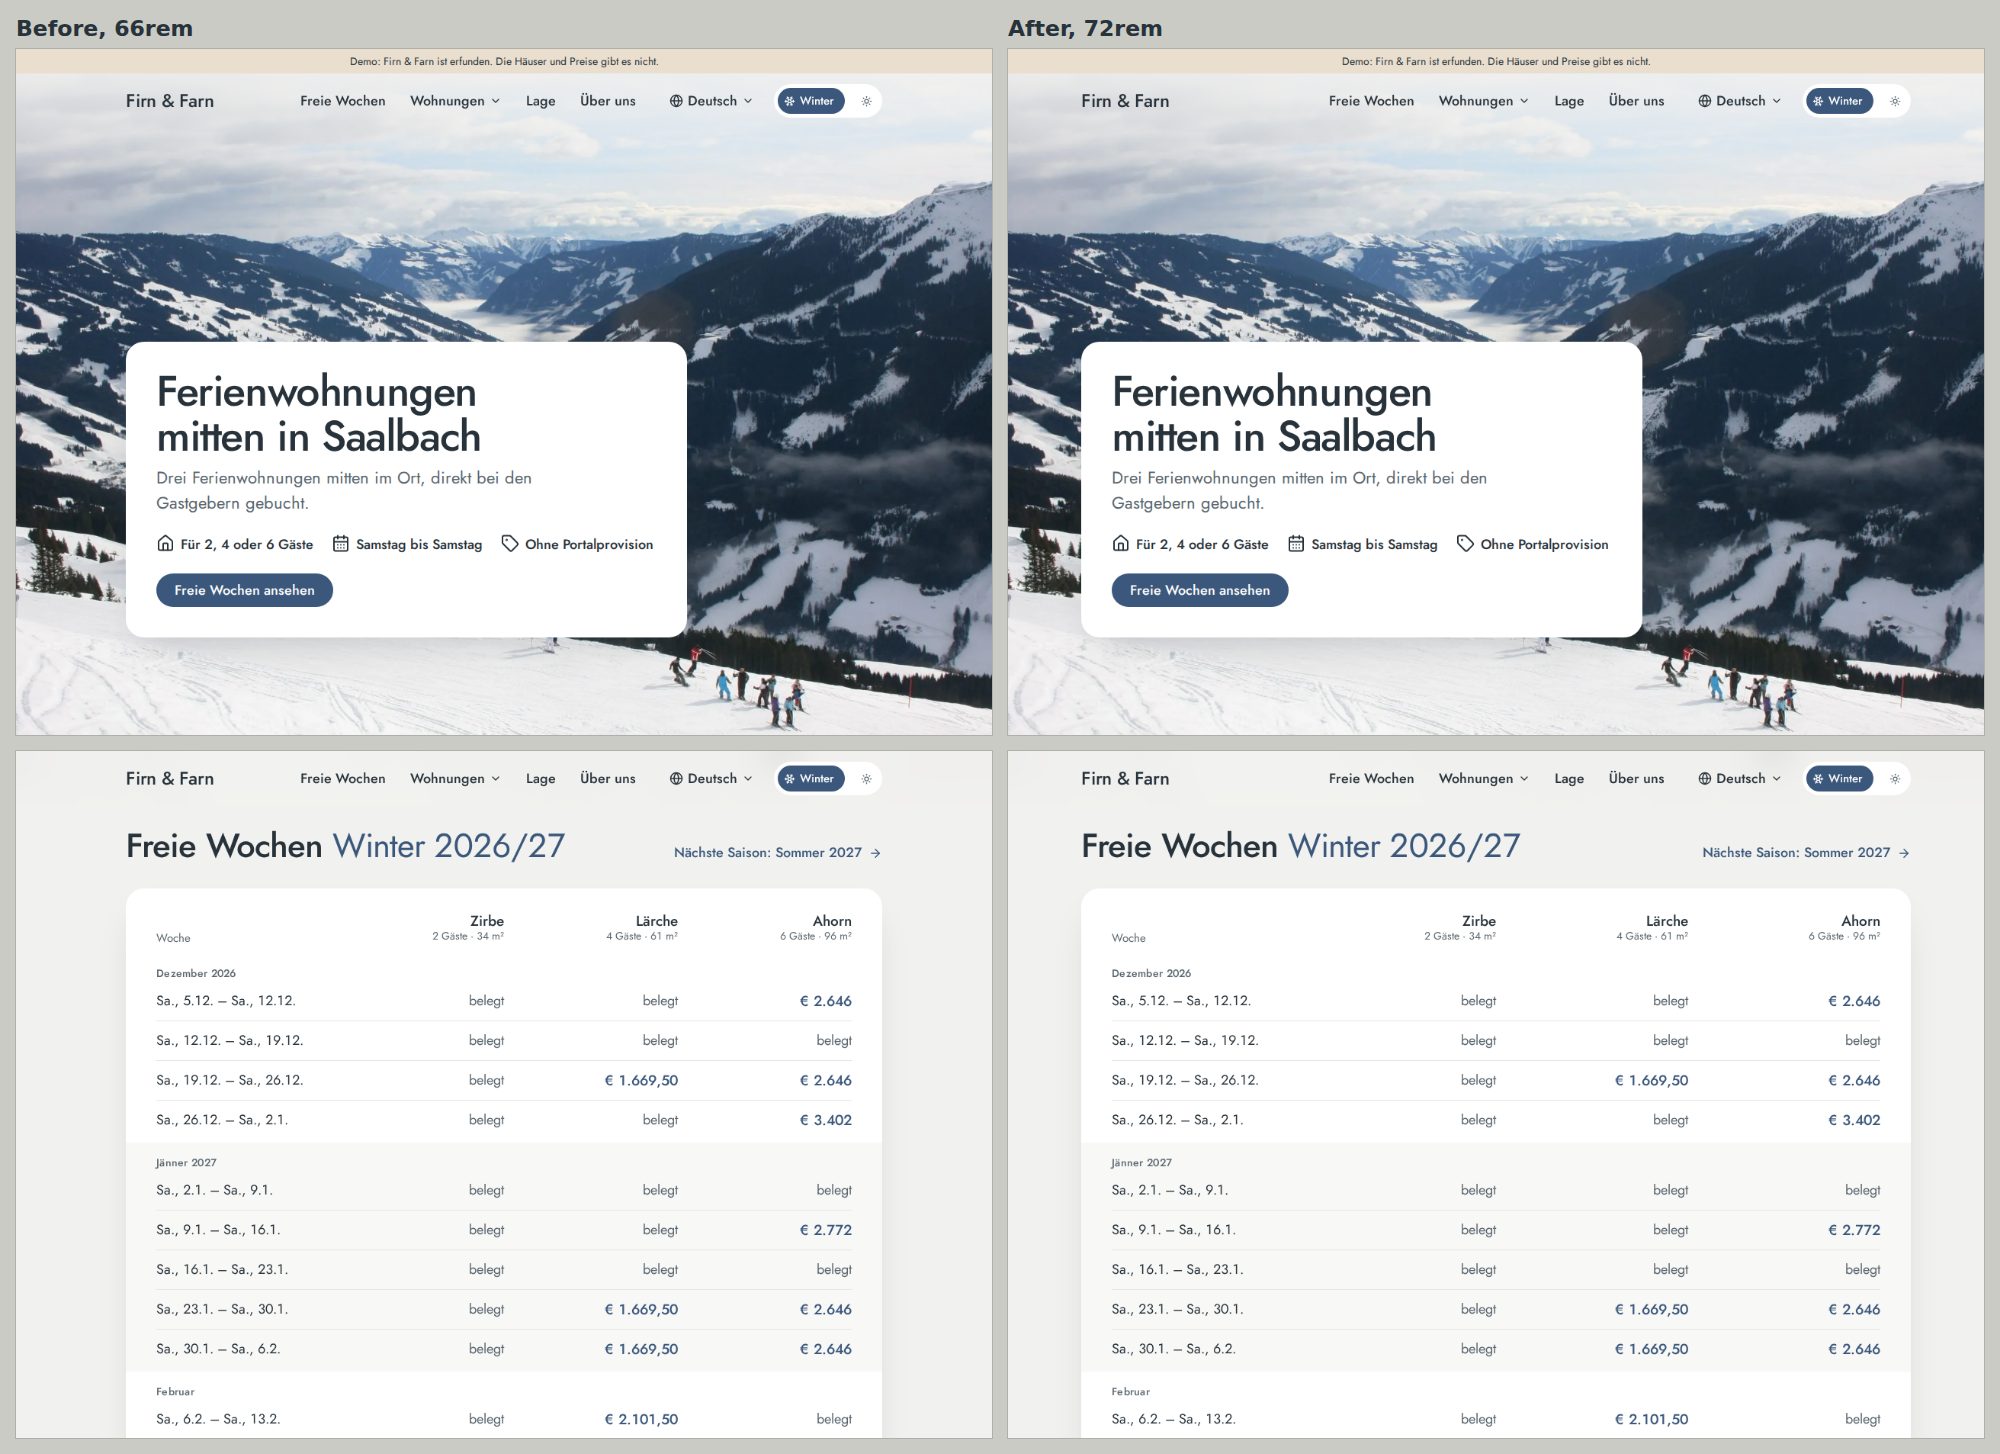 Before, 66rem
Demo: Firn & Farn ist erfunden. Die Häuser und Preise gibt es nicht.
Firn & Farn Freie Wochen Wohnungen Lage Über uns Deutsch Winter
Ferienwohnungen
mitten in Saalbach
Drei Ferienwohnungen mitten im Ort, direkt bei den
Gastgebern gebucht.
Für 2, 4 oder 6 Gäste Samstag bis Samstag Ohne Portalprovision
Freie Wochen ansehen
After, 72rem
Demo: Firn & Farn ist erfunden. Die Häuser und Preise gibt es nicht.
Firn & Farn Freie Wochen Wohnungen Lage Über uns Deutsch Winter
Ferienwohnungen
mitten in Saalbach
Drei Ferienwohnungen mitten im Ort, direkt bei den
Gastgebern gebucht.
Für 2, 4 oder 6 Gäste Samstag bis Samstag Ohne Portalprovision
Freie Wochen ansehen
Firn & Farn Freie Wochen Wohnungen Lage Über uns Deutsch Winter
Freie Wochen Winter 2026/27 Nächste Saison: Sommer 2027 →
Zirbe Lärche Ahorn
Woche 2 Gäste · 34 m² 4 Gäste · 61 m² 6 Gäste · 96 m²
Dezember 2026
Sa., 5.12. – Sa., 12.12. belegt belegt € 2.646
Sa., 12.12. – Sa., 19.12. belegt belegt belegt
Sa., 19.12. – Sa., 26.12. belegt € 1.669,50 € 2.646
Sa., 26.12. – Sa., 2.1. belegt belegt € 3.402
Jänner 2027
Sa., 2.1. – Sa., 9.1. belegt belegt belegt
Sa., 9.1. – Sa., 16.1. belegt belegt € 2.772
Sa., 16.1. – Sa., 23.1. belegt belegt belegt
Sa., 23.1. – Sa., 30.1. belegt € 1.669,50 € 2.646
Sa., 30.1. – Sa., 6.2. belegt € 1.669,50 € 2.646
Februar
Sa., 6.2. – Sa., 13.2. belegt € 2.101,50 belegt
Firn & Farn Freie Wochen Wohnungen Lage Über uns Deutsch Winter
Freie Wochen Winter 2026/27 Nächste Saison: Sommer 2027 →
Zirbe Lärche Ahorn
Woche 2 Gäste · 34 m² 4 Gäste · 61 m² 6 Gäste · 96 m²
Dezember 2026
Sa., 5.12. – Sa., 12.12. belegt belegt € 2.646
Sa., 12.12. – Sa., 19.12. belegt belegt belegt
Sa., 19.12. – Sa., 26.12. belegt € 1.669,50 € 2.646
Sa., 26.12. – Sa., 2.1. belegt belegt € 3.402
Jänner 2027
Sa., 2.1. – Sa., 9.1. belegt belegt belegt
Sa., 9.1. – Sa., 16.1. belegt belegt € 2.772
Sa., 16.1. – Sa., 23.1. belegt belegt belegt
Sa., 23.1. – Sa., 30.1. belegt € 1.669,50 € 2.646
Sa., 30.1. – Sa., 6.2. belegt € 1.669,50 € 2.646
Februar
Sa., 6.2. – Sa., 13.2. belegt € 2.101,50 belegt